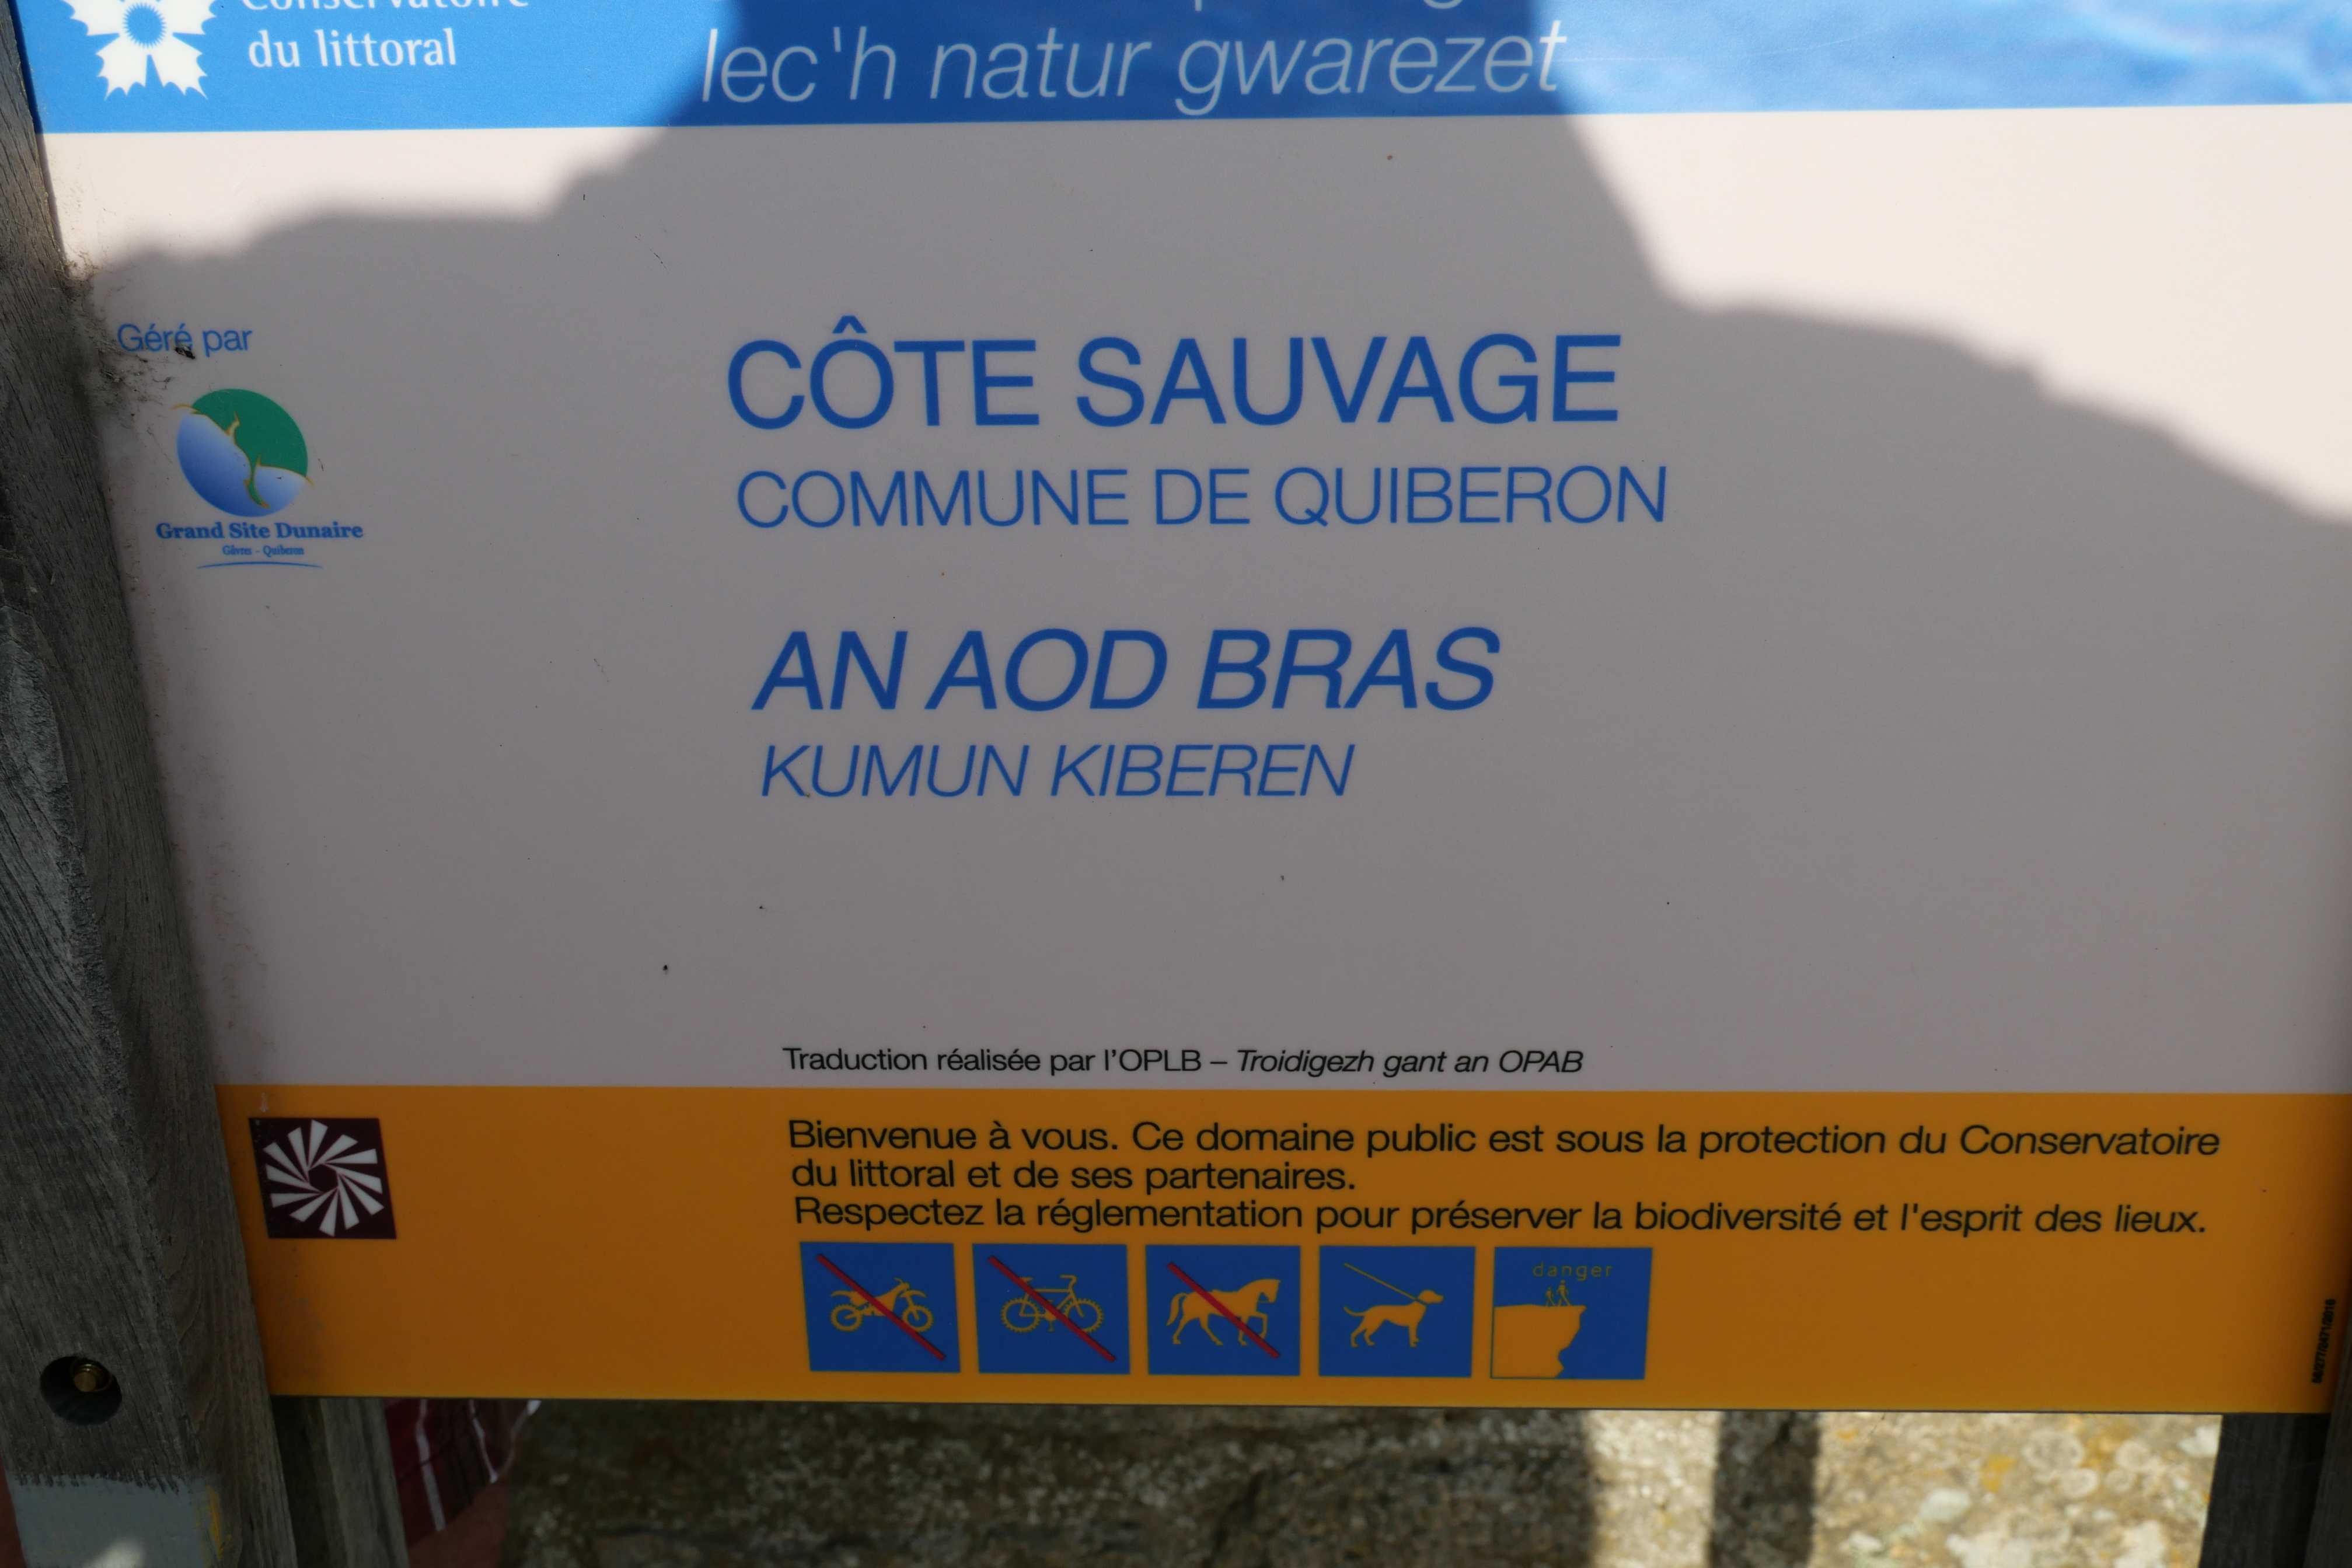 Conservatoire
du littoral
lec'h natur gwarezet
Géré par
Grand Site Dunaire
Gâvres - Quiberon
CÔTE SAUVAGE
COMMUNE DE QUIBERON
AN AOD BRAS
KUMUN KIBEREN
Traduction réalisée par l'OPLB – Troidigezh gant an OPAB
Bienvenue à vous. Ce domaine public est sous la protection du Conservatoire
du littoral et de ses partenaires.
Respectez la réglementation pour préserver la biodiversité et l'esprit des lieux.
danger